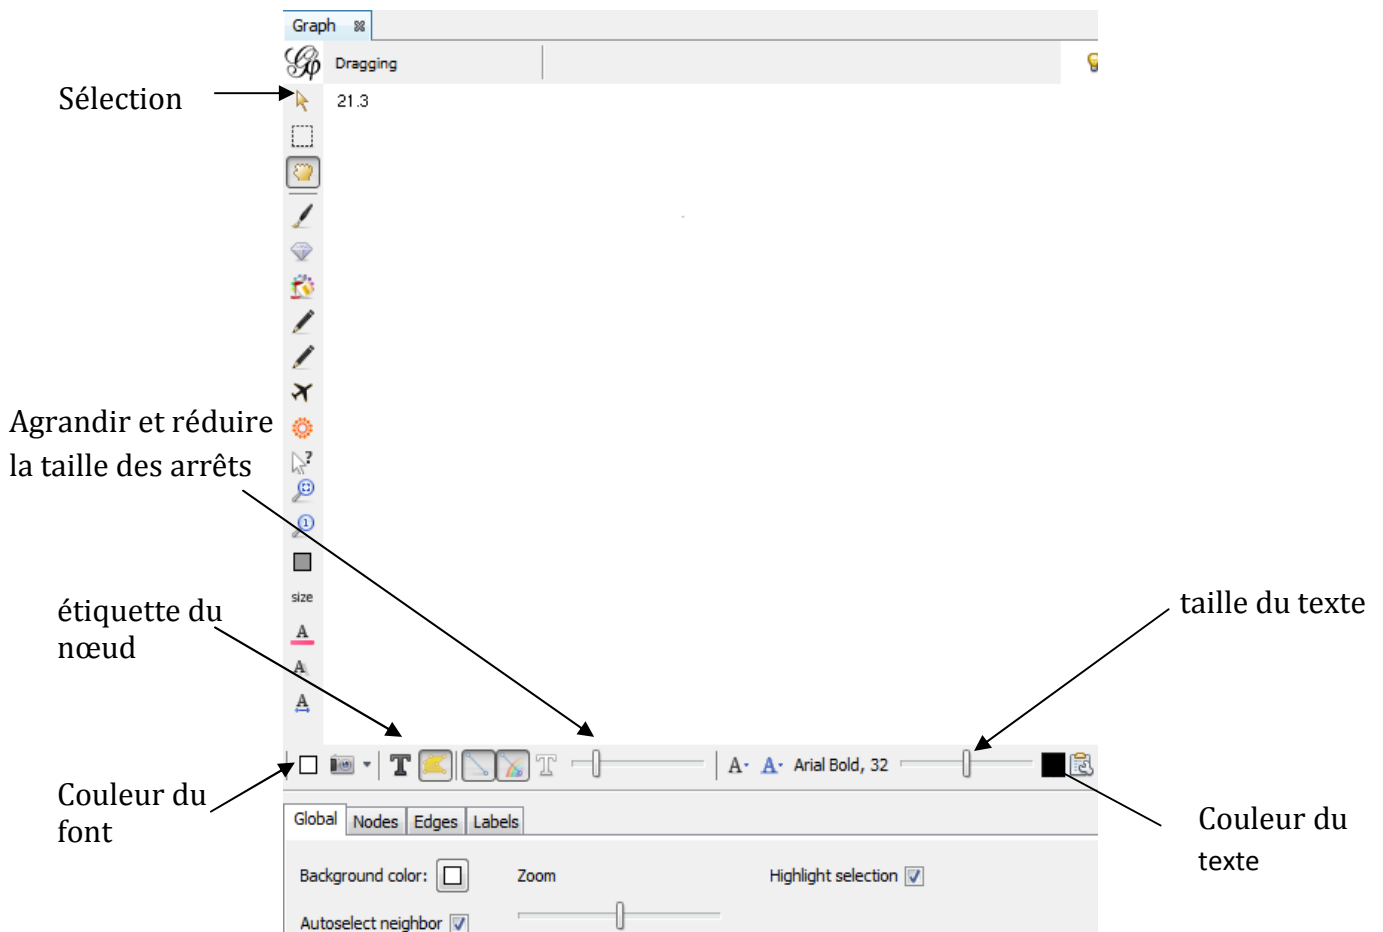 Graph
Dragging
Sélection
21.3
Agrandir et réduire
la taille des arrêts
?
1
size
étiquette du
nœud
taille du texte
A
A
A
T T A A Arial Bold, 32
Couleur du
font
Couleur du
texte
Global Nodes Edges Labels
Background color: Zoom Highlight selection
Autoselect neighbor